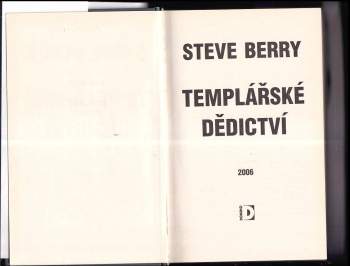 STEVE BERRY
TEMPLÁŘSKÉ
DĚDICTVÍ
2006
D